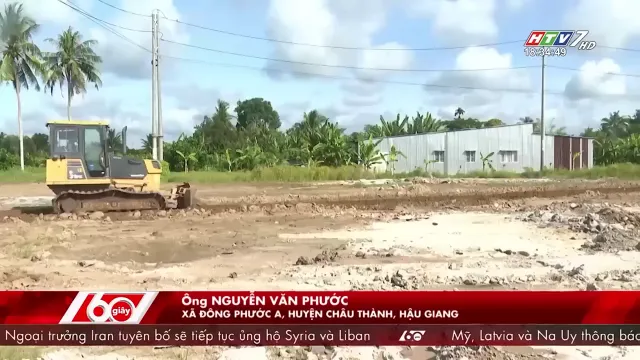 HTV7 HD
18:34:49
Ông NGUYỄN VĂN PHƯỚC
60 giây
XÃ ĐÔNG PHƯỚC A, HUYỆN CHÂU THÀNH, HẬU GIANG
Ngoại trưởng Iran tuyên bố sẽ tiếp tục ủng hộ Syria và Liban 60 Mỹ, Latvia và Na Uy thông bá